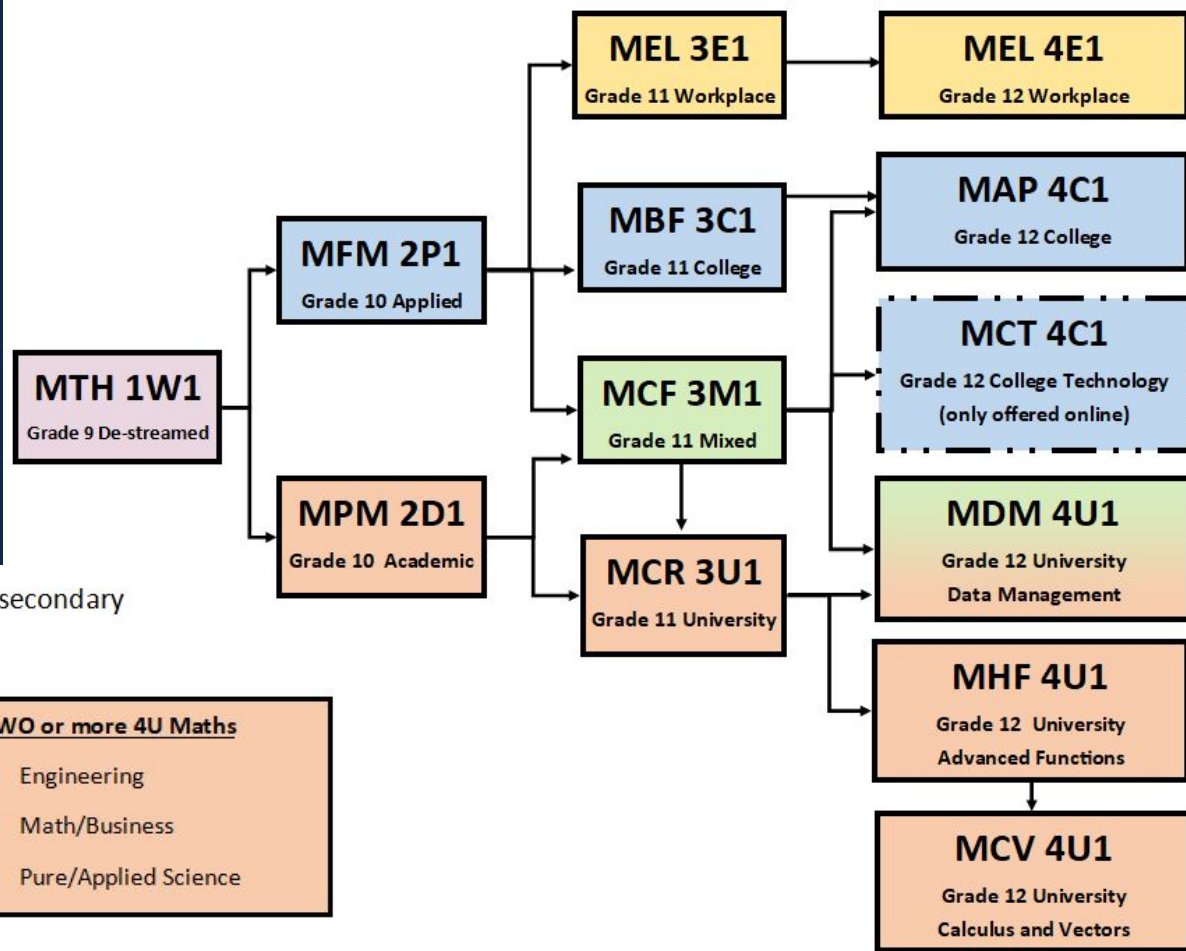 MTH 1W1
Grade 9 De-streamed
MFM 2P1
Grade 10 Applied
MPM 2D1
Grade 10 Academic
MEL 3E1
Grade 11 Workplace
MBF 3C1
Grade 11 College
MCF 3M1
Grade 11 Mixed
MCR 3U1
Grade 11 University
MEL 4E1
Grade 12 Workplace
MAP 4C1
Grade 12 College
MCT 4C1
Grade 12 College Technology
(only offered online)
MDM 4U1
Grade 12 University
Data Management
MHF 4U1
Grade 12 University
Advanced Functions
MCV 4U1
Grade 12 University
Calculus and Vectors
secondary
WO or more 4U Maths
Engineering
Math/Business
Pure/Applied Science